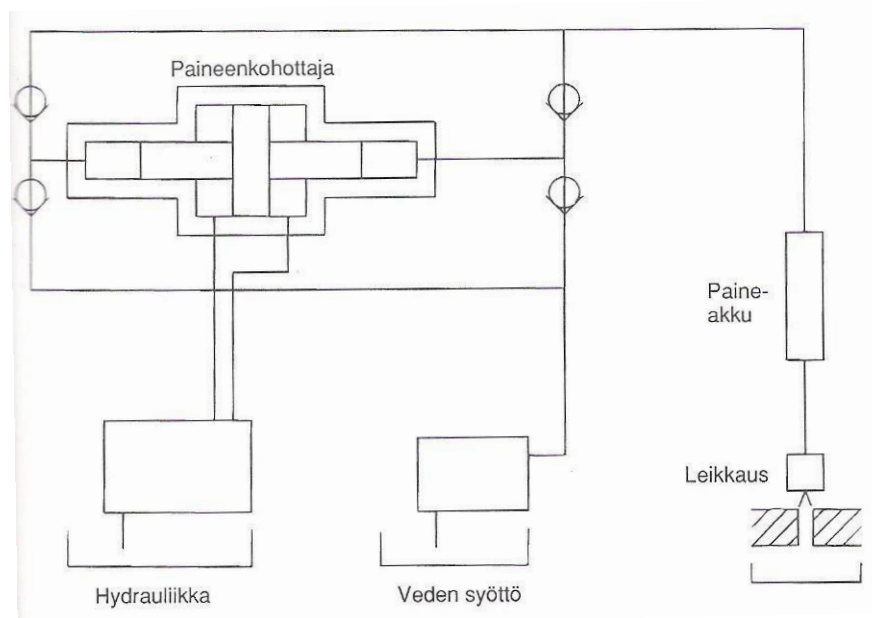 Paineenkohottaja
Paine-
akku
Leikkaus
Hydrauliikka
Veden syöttö